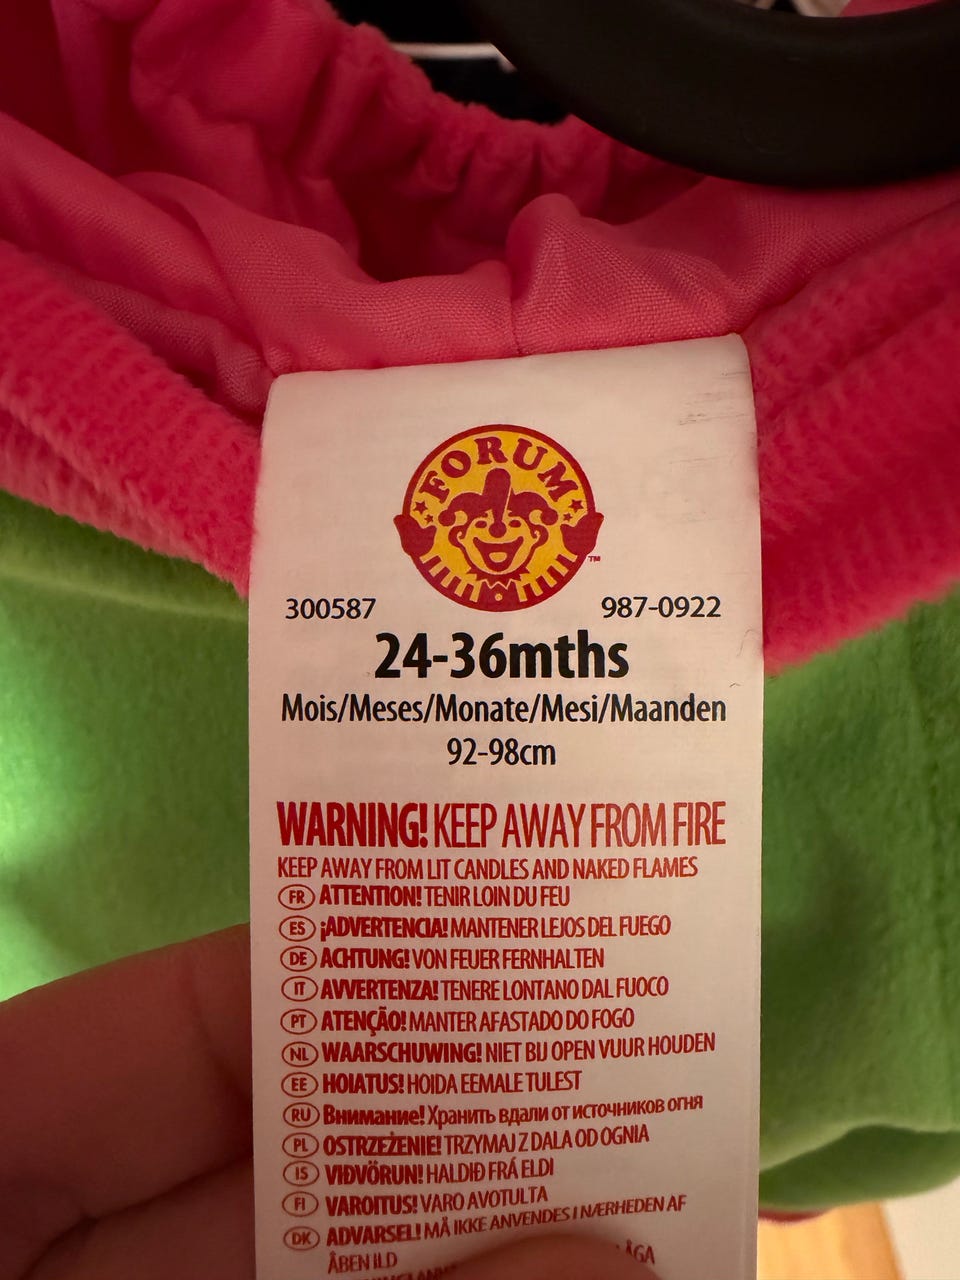 FORUM
™
300587 987-0922
24-36mths
Mois/Meses/Monate/Mesi/Maanden
92-98cm
WARNING! KEEP AWAY FROM FIRE
KEEP AWAY FROM LIT CANDLES AND NAKED FLAMES
FR ATTENTION! TENIR LOIN DU FEU
ES ¡ADVERTENCIA! MANTENER LEJOS DEL FUEGO
DE ACHTUNG! VON FEUER FERNHALTEN
IT AVVERTENZA! TENERE LONTANO DAL FUOCO
PT ATENÇÃO! MANTER AFASTADO DO FOGO
NL WAARSCHUWING! NIET BIJ OPEN VUUR HOUDEN
EE HOIATUS! HOIDA EEMALE TULEST
RU Внимание! Хранить вдали от источников огня
PL OSTRZEŻENIE! TRZYMAJ Z DALA OD OGNIA
IS VIÐVÖRUN! HALDIÐ FRÁ ELDI
FI VAROITUS! VARO AVOTULTA
DK ADVARSEL! MÅ IKKE ANVENDES I NÆRHEDEN AF
ÅBEN ILD